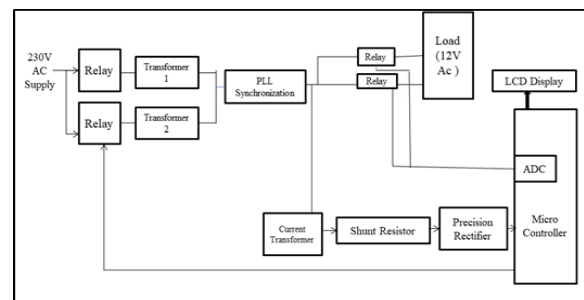 230V
AC
Supply
Relay
Transformer
1
Relay
Transformer
2
PLL
Synchronization
Relay
Relay
Load
(12V
Ac )
LCD Display
ADC
Micro
Controller
Current
Transformer
Shunt Resistor
Precision
Rectifier